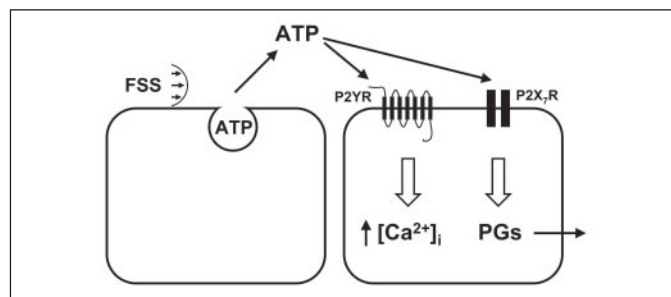 ATP
FSS
P2YR
P2X₇R
ATP
[Ca²⁺]ᵢ
PGs